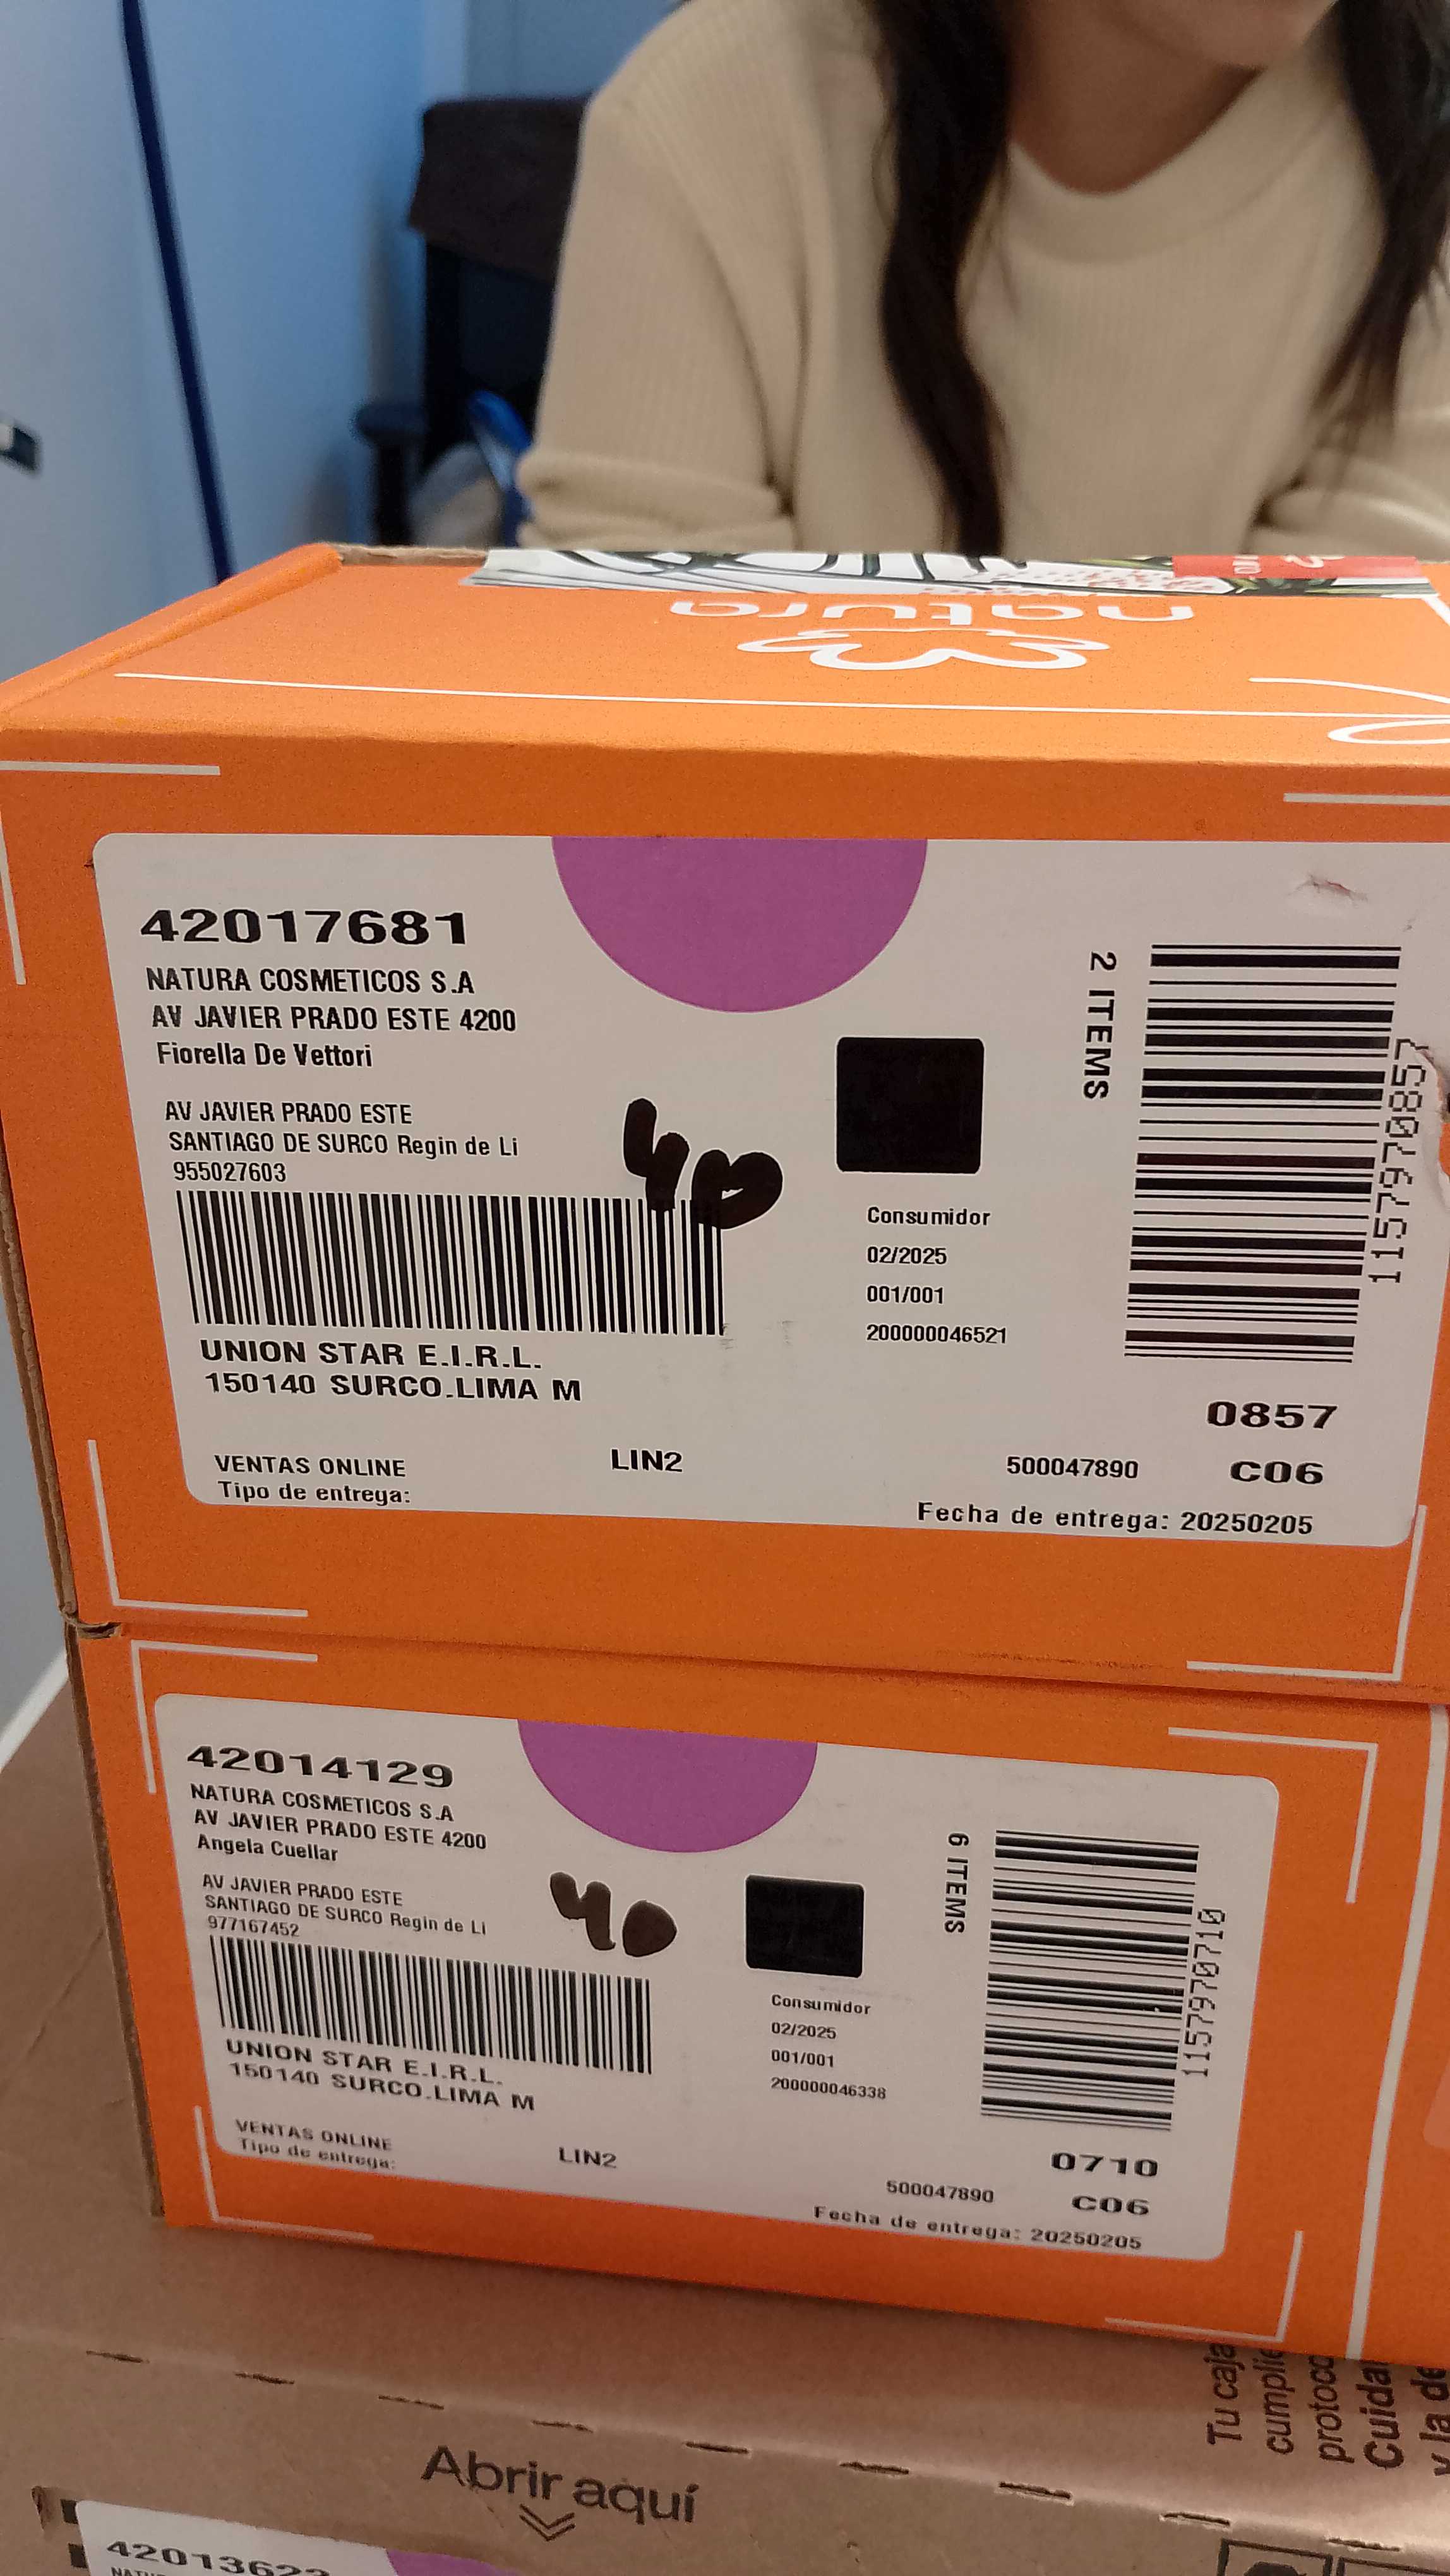 natura
42017681
NATURA COSMETICOS S.A
AV JAVIER PRADO ESTE 4200
Fiorella De Vettori
AV JAVIER PRADO ESTE
SANTIAGO DE SURCO Regin de Li
955027603
40
UNION STAR E.I.R.L.
150140 SURCO.LIMA M
VENTAS ONLINE
Tipo de entrega:
LIN2
Consumidor
02/2025
001/001
200000046521
2 ITEMS
1157970857
0857
500047890
C06
Fecha de entrega: 20250205
42014129
NATURA COSMETICOS S.A
AV JAVIER PRADO ESTE 4200
Angela Cuellar
AV JAVIER PRADO ESTE
SANTIAGO DE SURCO Regin de Li
977167452
40
UNION STAR E.I.R.L.
150140 SURCO.LIMA M
VENTAS ONLINE
Tipo de entrega:
LIN2
Consumidor
02/2025
001/001
200000046338
6 ITEMS
1157970710
0710
500047890
C06
Fecha de entrega: 20250205
Tu caja
Cuida
y la de
Abrir aquí